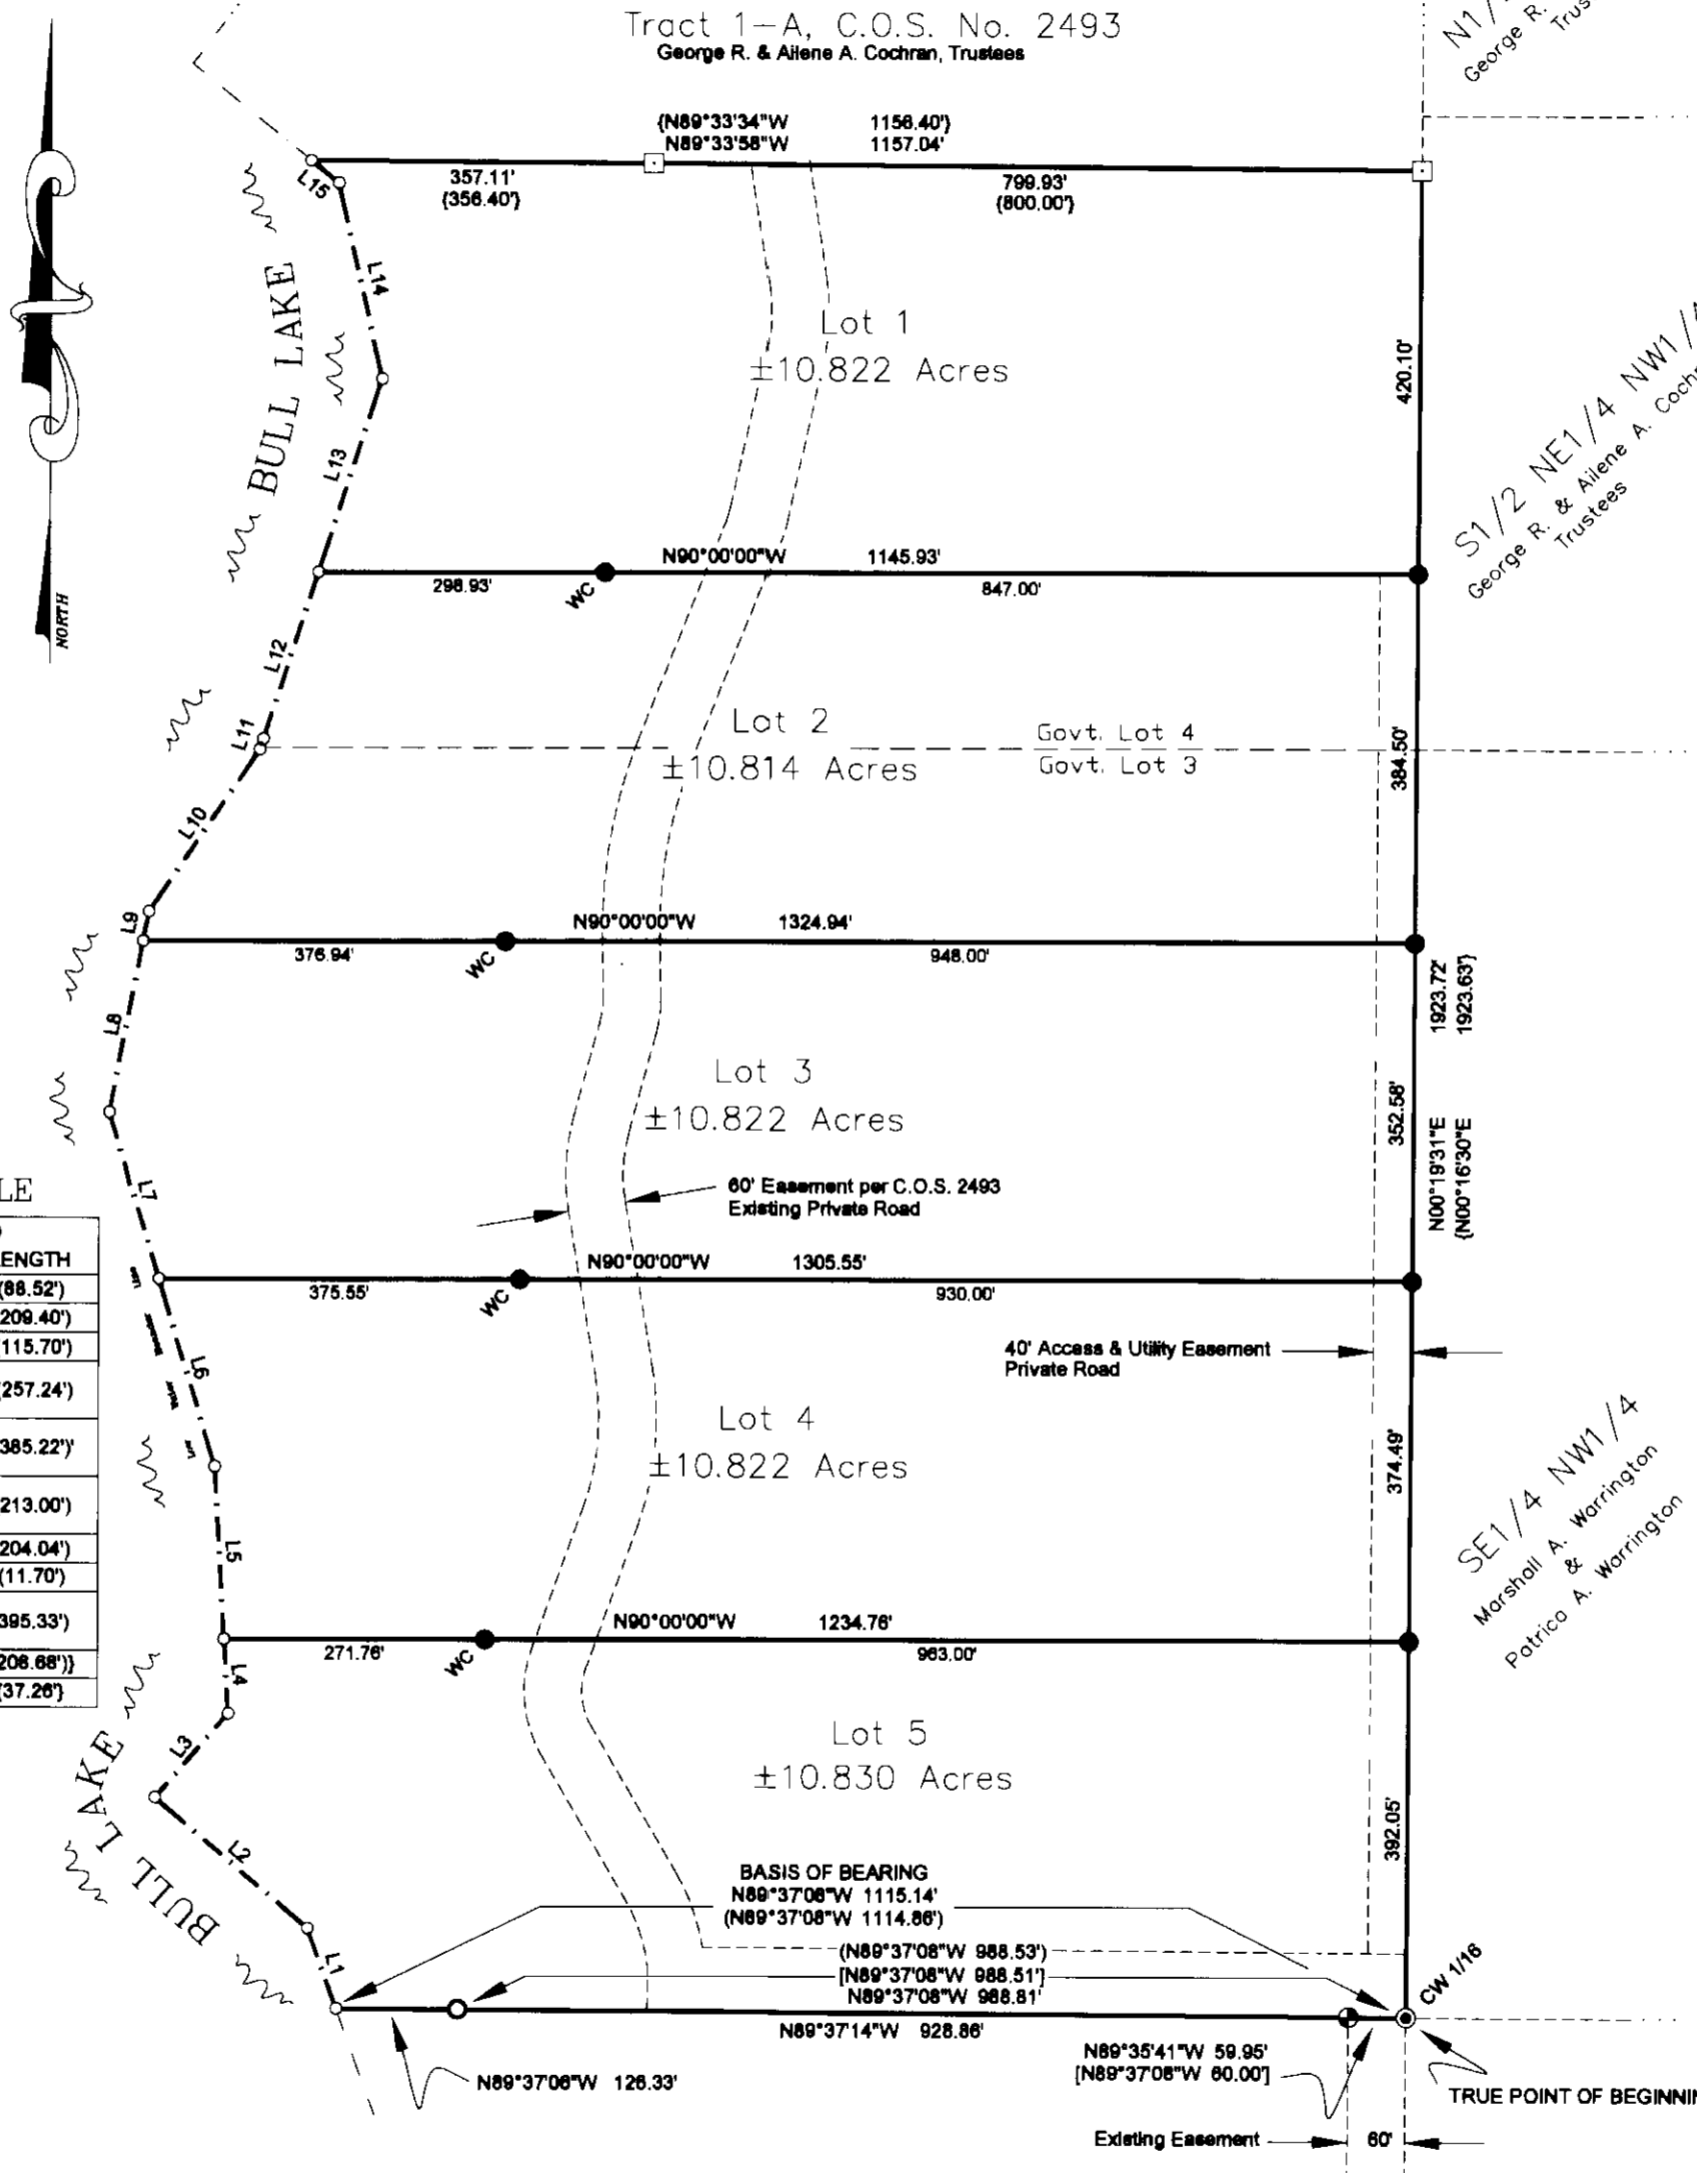 Tract 1-A, C.O.S. No. 2493
George R. & Ailene A. Cochran, Trustees
N1/
George R.
Trus
{N89°33'34"W 1156.40'}
N89°33'58"W 1157.04'
357.11'
{356.40'}
799.93'
{800.00'}
L15
L14
L13
BULL LAKE
NORTH
Lot 1
±10.822 Acres
420.10'
S1/2 NE1/4 NW1/4
George R. & Ailene A. Cochr
Trustees
N90°00'00"W 1145.93'
298.93'
WC
847.00'
L12
L11
L10
Lot 2
±10.814 Acres
Govt. Lot 4
Govt. Lot 3
384.50'
L9
N90°00'00"W 1324.94'
376.94'
WC
948.00'
L8
L7
Lot 3
±10.822 Acres
352.58'
1923.72'
1923.63'}
N00°19'31"E
{N00°16'30"E
60' Easement per C.O.S. 2493
Existing Private Road
LE
ENGTH
(88.52')
209.40')
115.70')
257.24')
385.22')'
213.00')
204.04')
(11.70')
395.33')
208.68')}
{37.26'}
N90°00'00"W 1305.55'
375.55'
WC
930.00'
40' Access & Utility Easement
Private Road
L6
L5
Lot 4
±10.822 Acres
374.49'
SE1/4 NW1/4
Marshall A. Warrington
&
Patrica A. Warrington
N90°00'00"W 1234.76'
271.76'
WC
963.00'
L4
L3
L2
L1
BULL LAKE
Lot 5
±10.830 Acres
392.05'
BASIS OF BEARING
N89°37'08"W 1115.14'
(N89°37'08"W 1114.86')
(N89°37'08"W 988.53')
[N89°37'08"W 988.51']
N89°37'08"W 988.81'
N89°37'14"W 928.86'
CW 1/16
N89°37'06"W 126.33'
N89°35'41"W 59.95'
[N89°37'08"W 60.00']
TRUE POINT OF BEGINNIN
Existing Easement
60'